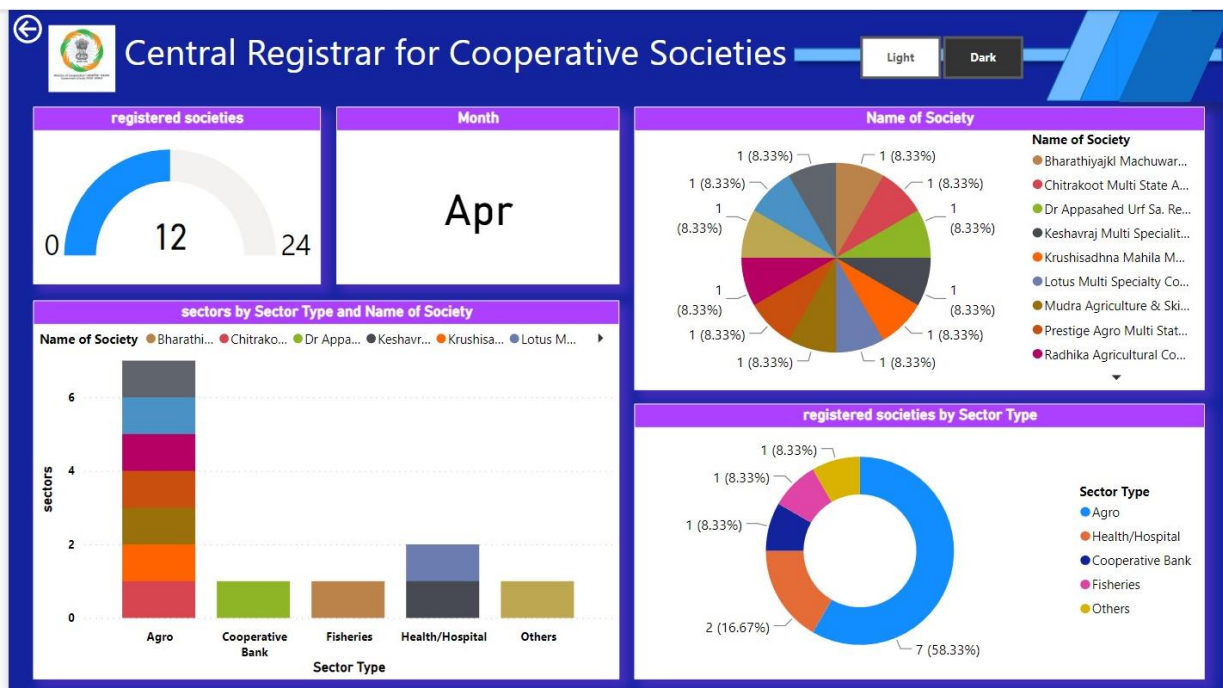 Central Registrar for Cooperative Societies
Light
Dark
registered societies
0
12
24
Month
Apr
Name of Society
1 (8.33%)
1 (8.33%)
1
(8.33%)
1
(8.33%)
1 (8.33%)
1 (8.33%)
1 (8.33%)
1 (8.33%)
1
(8.33%)
1
(8.33%)
1 (8.33%)
1 (8.33%)
Name of Society
Bharathiyajkl Machuwar...
Chitrakoot Multi State A...
Dr Appasahed Urf Sa. Re...
Keshavraj Multi Specialit...
Krushisadhna Mahila M...
Lotus Multi Specialty Co...
Mudra Agriculture & Ski...
Prestige Agro Multi Stat...
Radhika Agricultural Co...
sectors by Sector Type and Name of Society
Name of Society Bharathi... Chitrako... Dr Appa... Keshavr... Krushisa... Lotus M...
sectors
6
4
2
0
Agro
Cooperative
Bank
Fisheries
Health/Hospital
Others
Sector Type
registered societies by Sector Type
1 (8.33%)
1 (8.33%)
1 (8.33%)
2 (16.67%)
7 (58.33%)
Sector Type
Agro
Health/Hospital
Cooperative Bank
Fisheries
Others